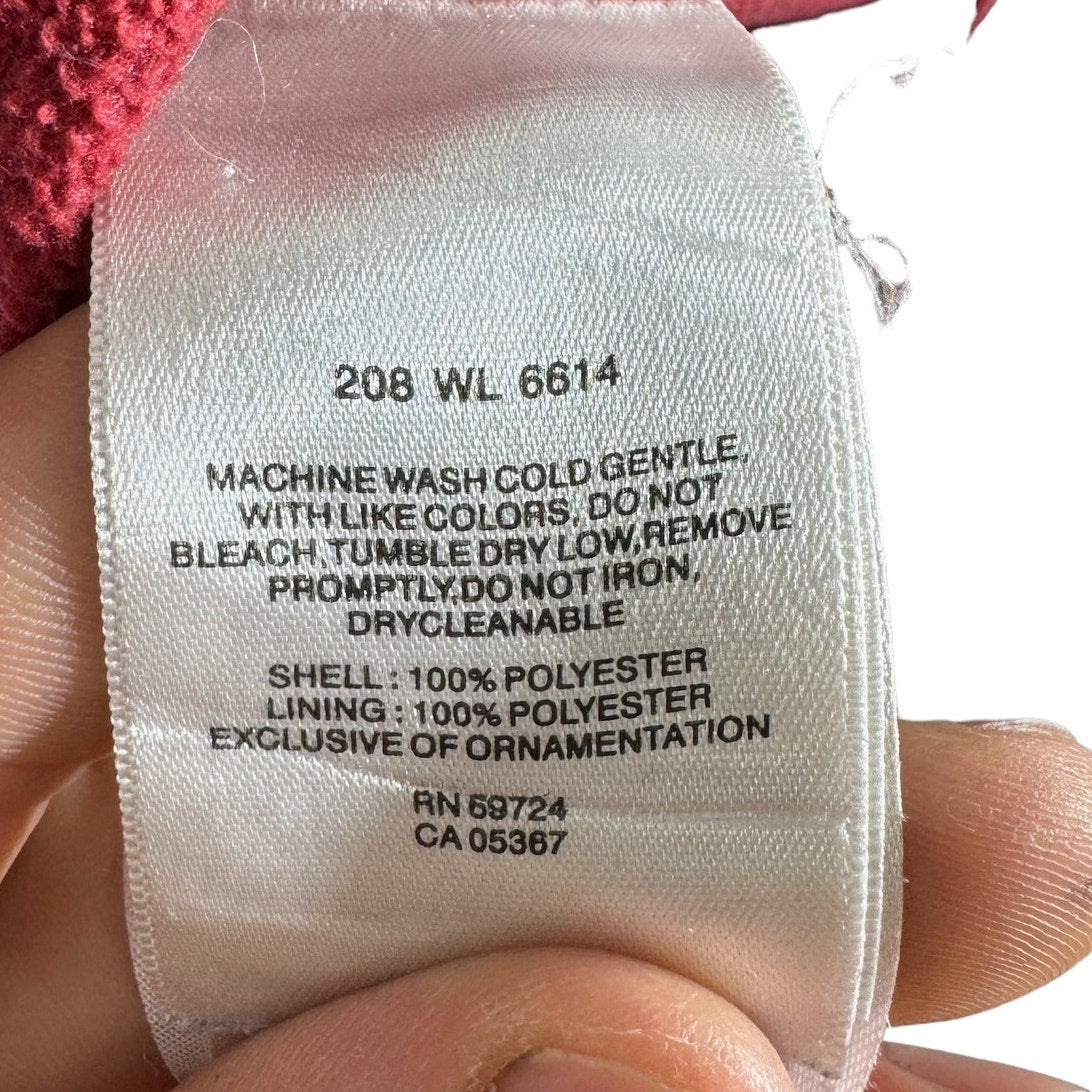 208 WL 6614
MACHINE WASH COLD GENTLE,
WITH LIKE COLORS, DO NOT
BLEACH, TUMBLE DRY LOW, REMOVE
PROMPTLY.DO NOT IRON,
DRYCLEANABLE
SHELL : 100% POLYESTER
LINING : 100% POLYESTER
EXCLUSIVE OF ORNAMENTATION
RN 69724
CA 05367